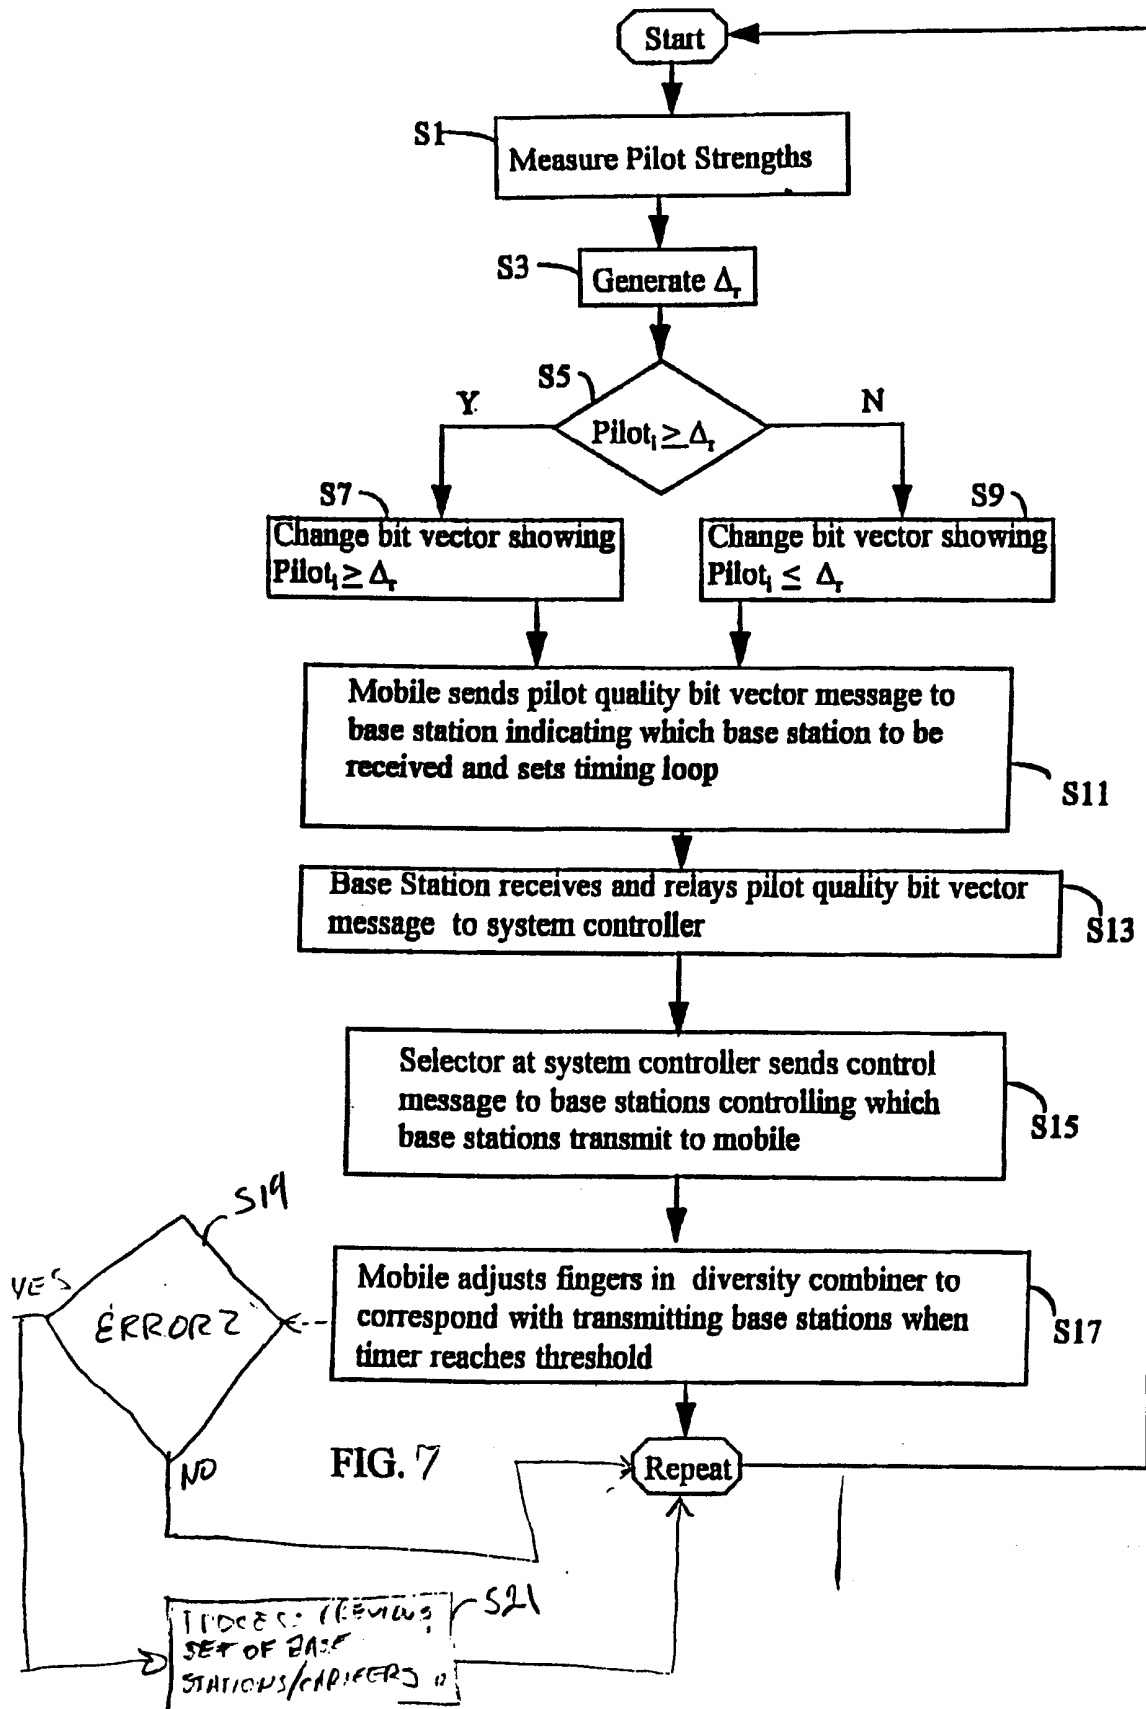 Start
S1
Measure Pilot Strengths
S3
Generate Δr
S5
Y
N
Piloti ≥ Δr
S7
S9
Change bit vector showing
Piloti ≥ Δr
Change bit vector showing
Piloti ≤ Δr
Mobile sends pilot quality bit vector message to
base station indicating which base station to be
received and sets timing loop
S11
Base Station receives and relays pilot quality bit vector
message to system controller
S13
Selector at system controller sends control
message to base stations controlling which
base stations transmit to mobile
S15
S19
YES
ERROR?
Mobile adjusts fingers in diversity combiner to
correspond with transmitting base stations when
timer reaches threshold
S17
NO
FIG. 7
Repeat
S21
SET OF BASE
STATIONS/CARRIERS